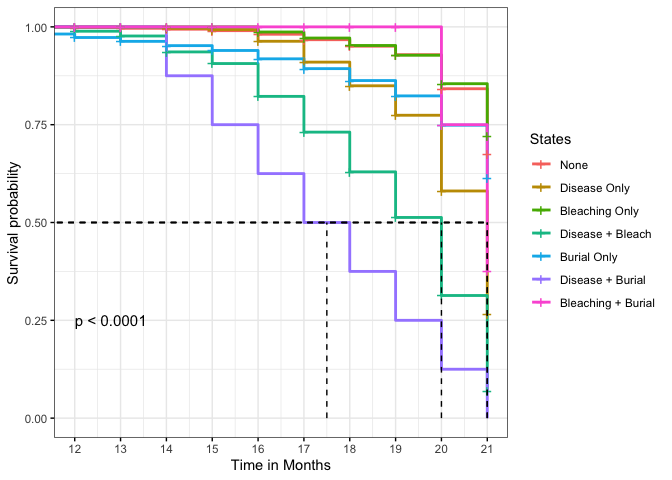 1.00
0.75
0.50
0.25
0.00
Survival probability
p < 0.0001
12 13 14 15 16 17 18 19 20 21
Time in Months
States
None
Disease Only
Bleaching Only
Disease + Bleach
Burial Only
Disease + Burial
Bleaching + Burial